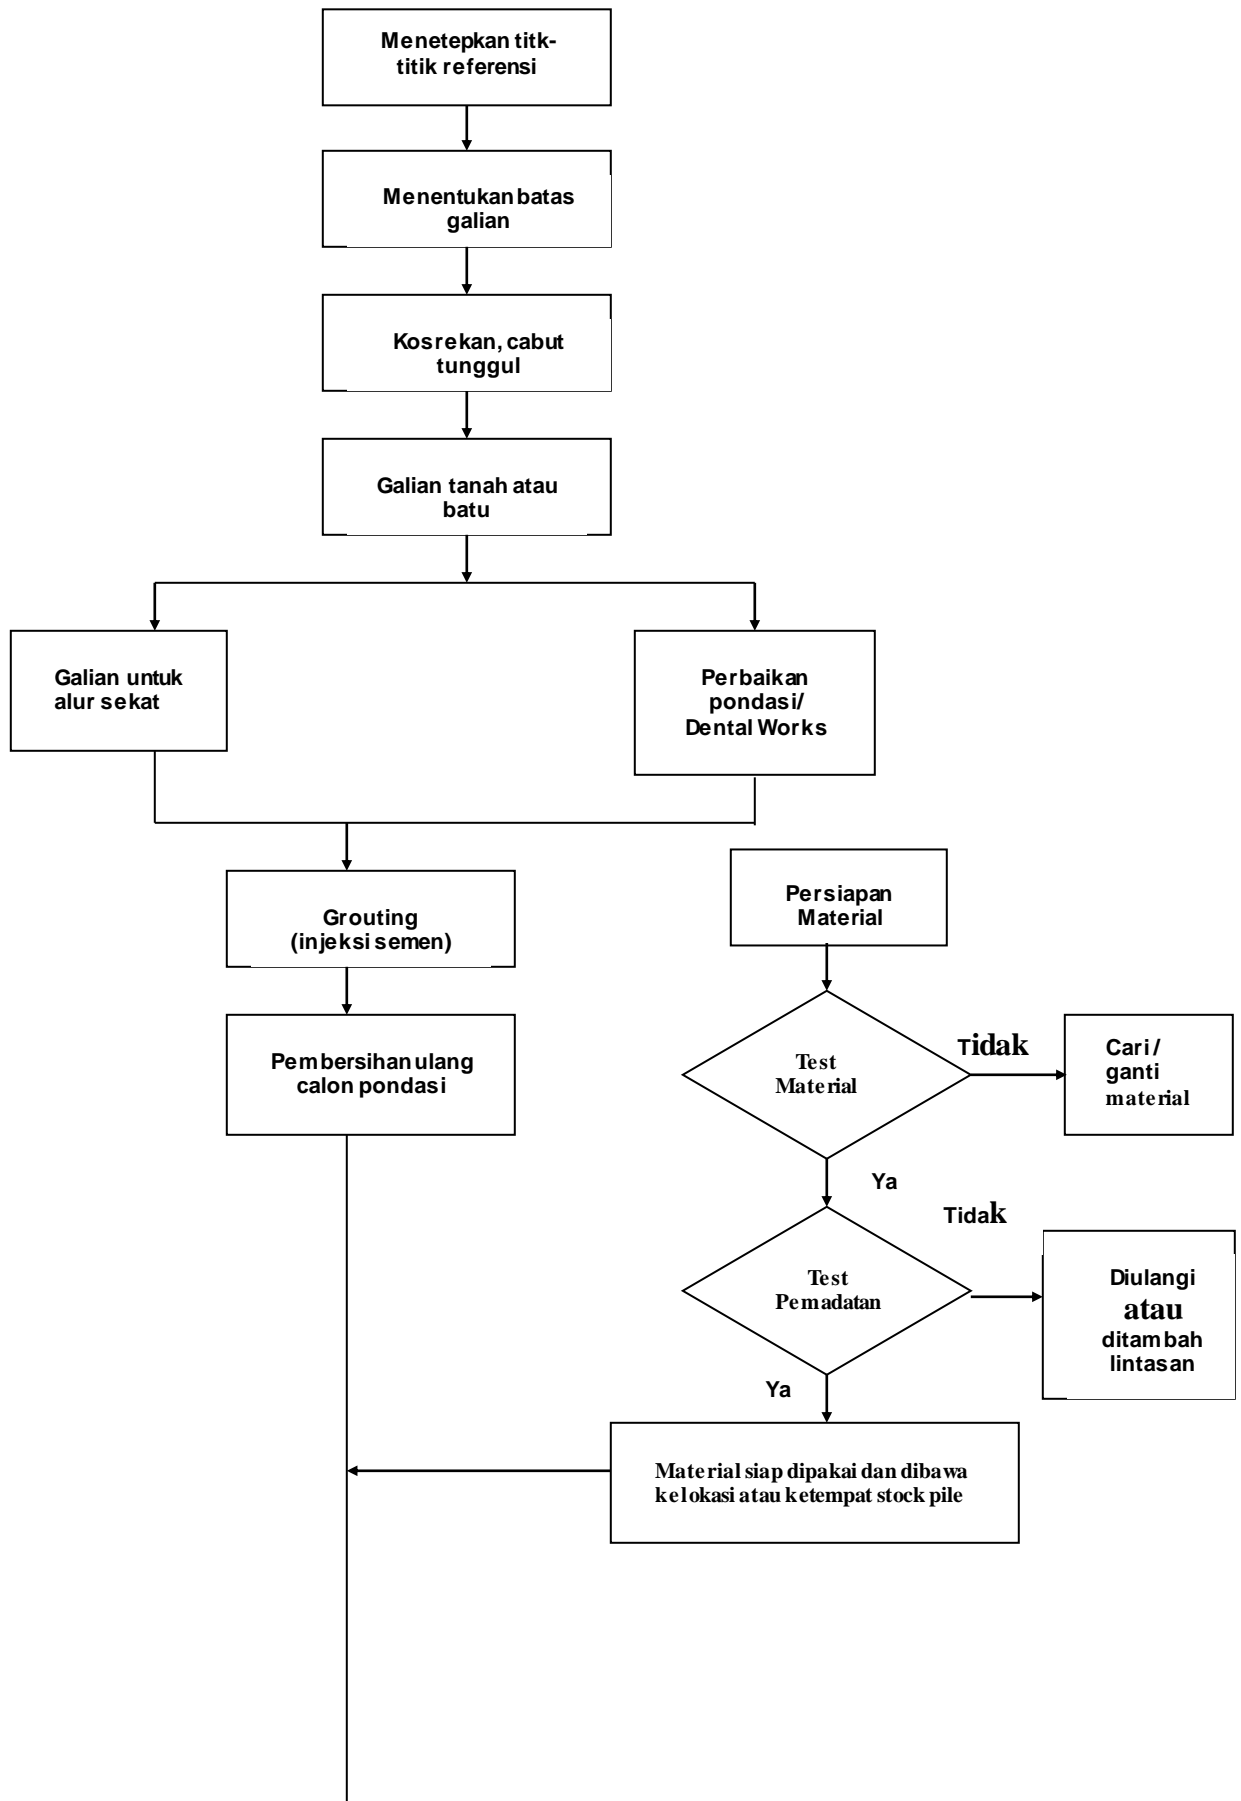 Menetepkan titk-
titik referensi
Menentukan batas
galian
Kosrekan, cabut
tunggul
Galian tanah atau
batu
Galian untuk
alur sekat
Perbaikan
pondasi/
Dental Works
Grouting
(injeksi semen)
Persiapan
Material
Pembersihan ulang
calon pondasi
Test
Material
Tidak
Cari /
ganti
material
Ya
Tidak
Test
Pemadatan
Diulangi
atau
ditambah
lintasan
Ya
Material siap dipakai dan dibawa
kelokasi atau ketempat stock pile